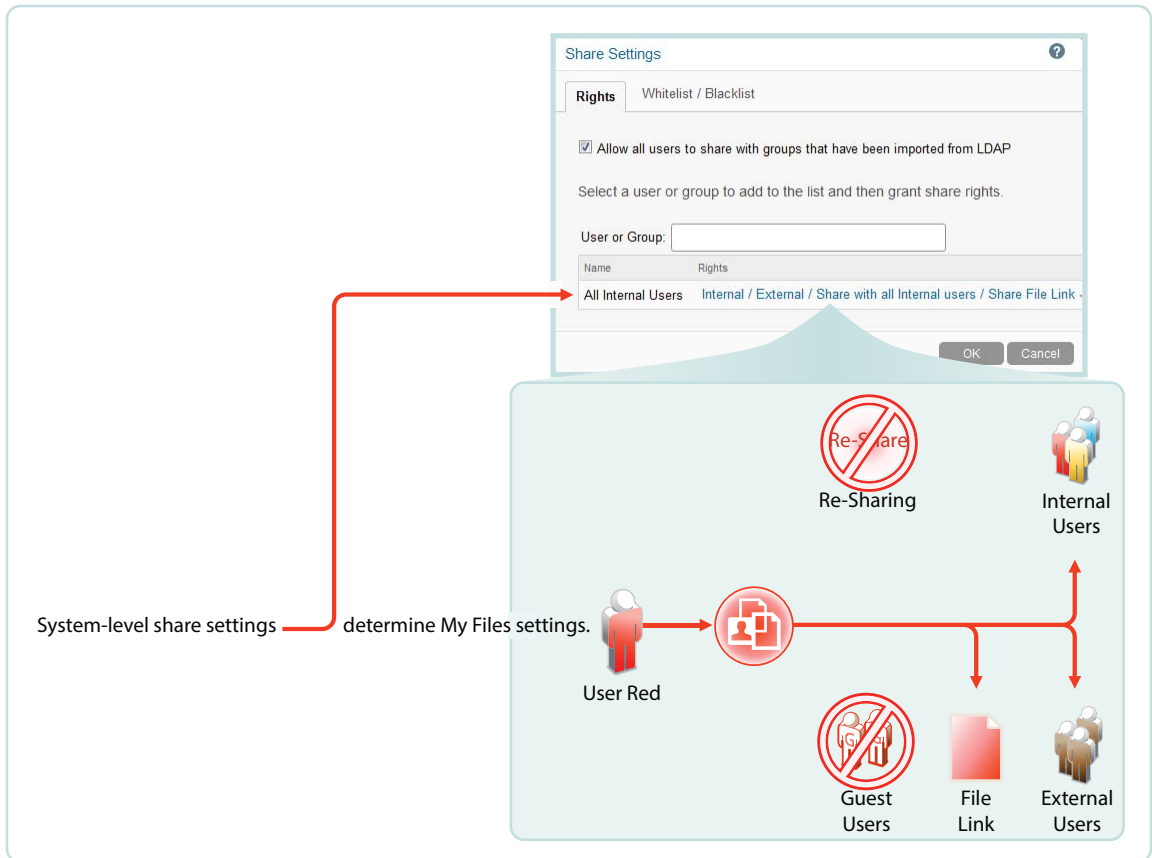 Share Settings
?
Rights
Whitelist / Blacklist
Allow all users to share with groups that have been imported from LDAP
Select a user or group to add to the list and then grant share rights.
User or Group:
Name Rights
All Internal Users Internal / External / Share with all Internal users / Share File Link
OK Cancel
Re-Share
Re-Sharing
Internal
Users
System-level share settings
determine My Files settings.
User Red
G G
Guest
Users
File
Link
External
Users